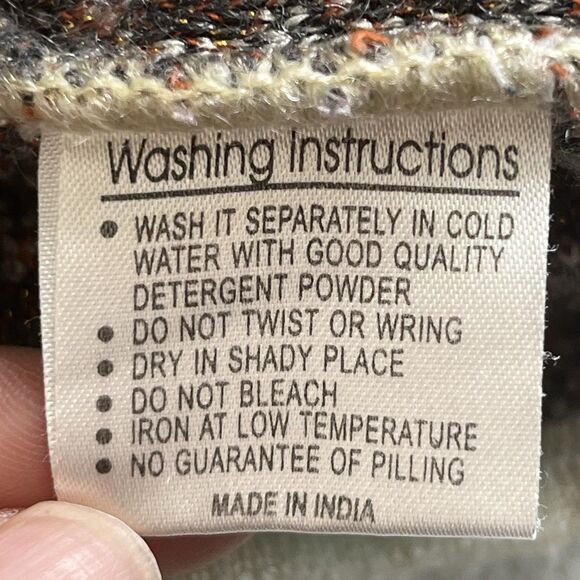 Washing Instructions
• WASH IT SEPARATELY IN COLD
WATER WITH GOOD QUALITY
DETERGENT POWDER
• DO NOT TWIST OR WRING
• DRY IN SHADY PLACE
• DO NOT BLEACH
• IRON AT LOW TEMPERATURE
• NO GUARANTEE OF PILLING
MADE IN INDIA